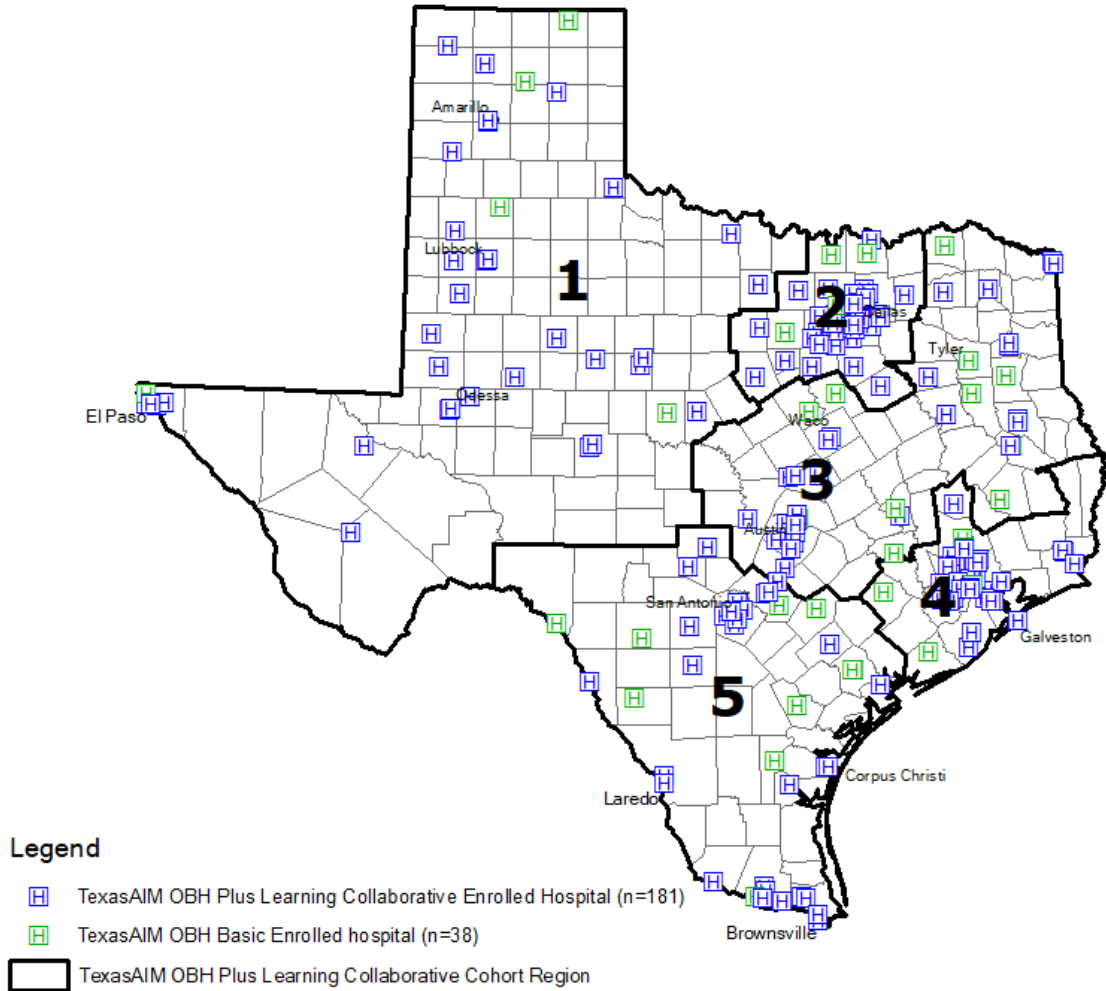 Amarillo
Lubbock
1
2
Dallas
Tyler
El Paso
Odessa
Waco
3
Austin
San Antonio
4
Galveston
5
Corpus Christi
Laredo
Brownsville
Legend
H TexasAIM OBH Plus Learning Collaborative Enrolled Hospital (n=181)
H TexasAIM OBH Basic Enrolled hospital (n=38)
TexasAIM OBH Plus Learning Collaborative Cohort Region